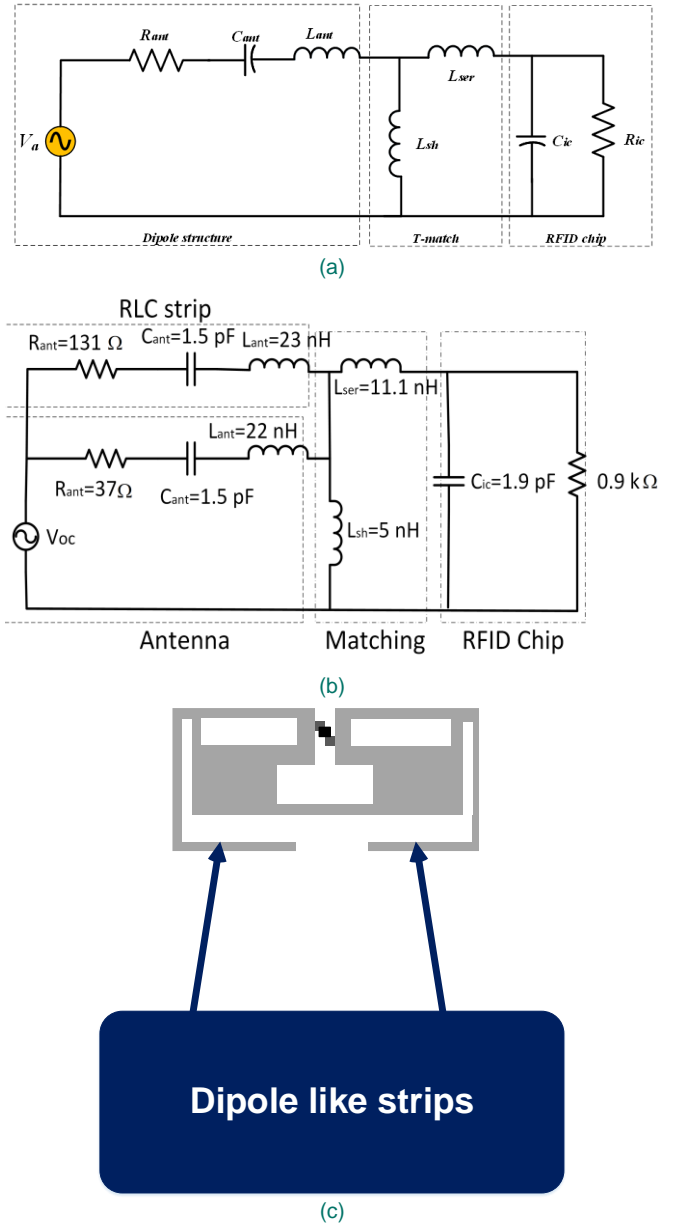 Rant
Cant
Lant
Lser
Va
Lsh
Cic
Ric
Dipole structure
T-match
RFID chip
(a)
RLC strip
Rant=131 Ω
Cant=1.5 pF
Lant=23 nH
Lser=11.1 nH
Lant=22 nH
Rant=37Ω
Cant=1.5 pF
Cic=1.9 pF
0.9 kΩ
Voc
Lsh=5 nH
Antenna
Matching
RFID Chip
(b)
Dipole like strips
(c)